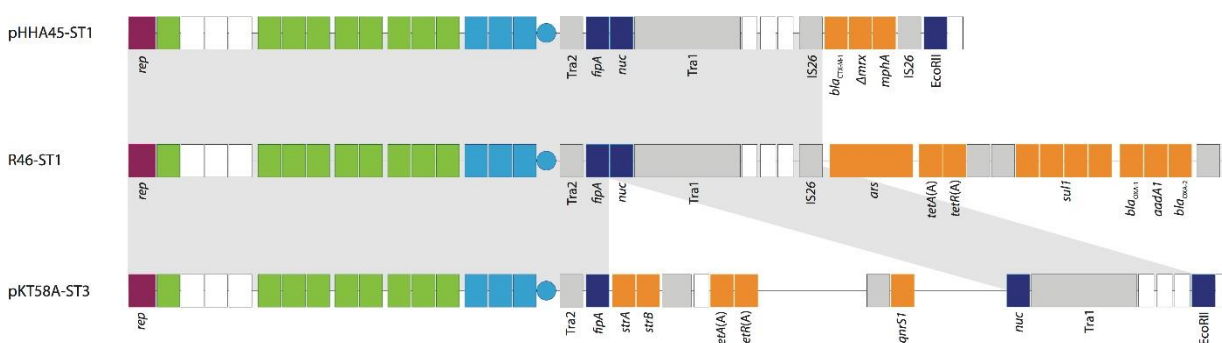 pHHA45-ST1
rep
Tra2
fipA
nuc
Tra1
IS26
blaCTX-M-1
Δmrx
mphA
IS26
EcoRII
R46-ST1
rep
Tra2
fipA
nuc
Tra1
IS26
ars
tetA(A)
tetR(A)
sul1
blaOXA-1
aadA1
blaOXA-2
pKT58A-ST3
rep
Tra2
fipA
strA
strB
etA(A)
etR(A)
qnrS1
nuc
Tra1
EcoRII